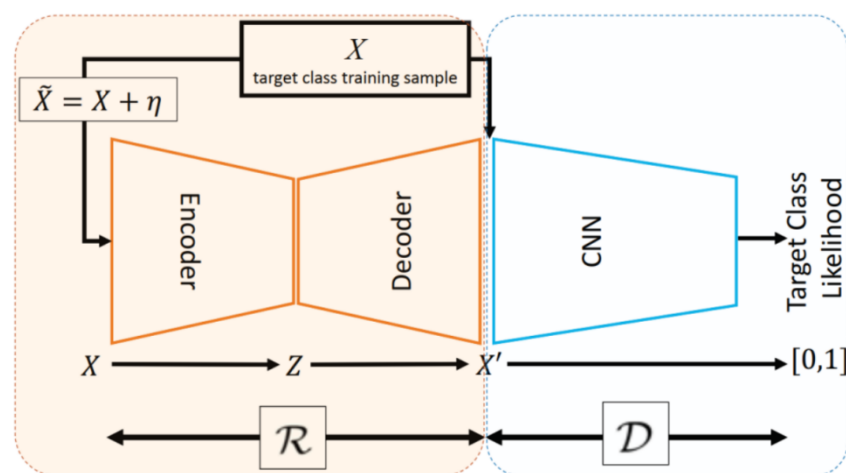 X
target class training sample
X̃ = X + η
Encoder
Decoder
CNN
Target Class
Likelihood
X Z X′ [0,1]
ℛ 𝒟